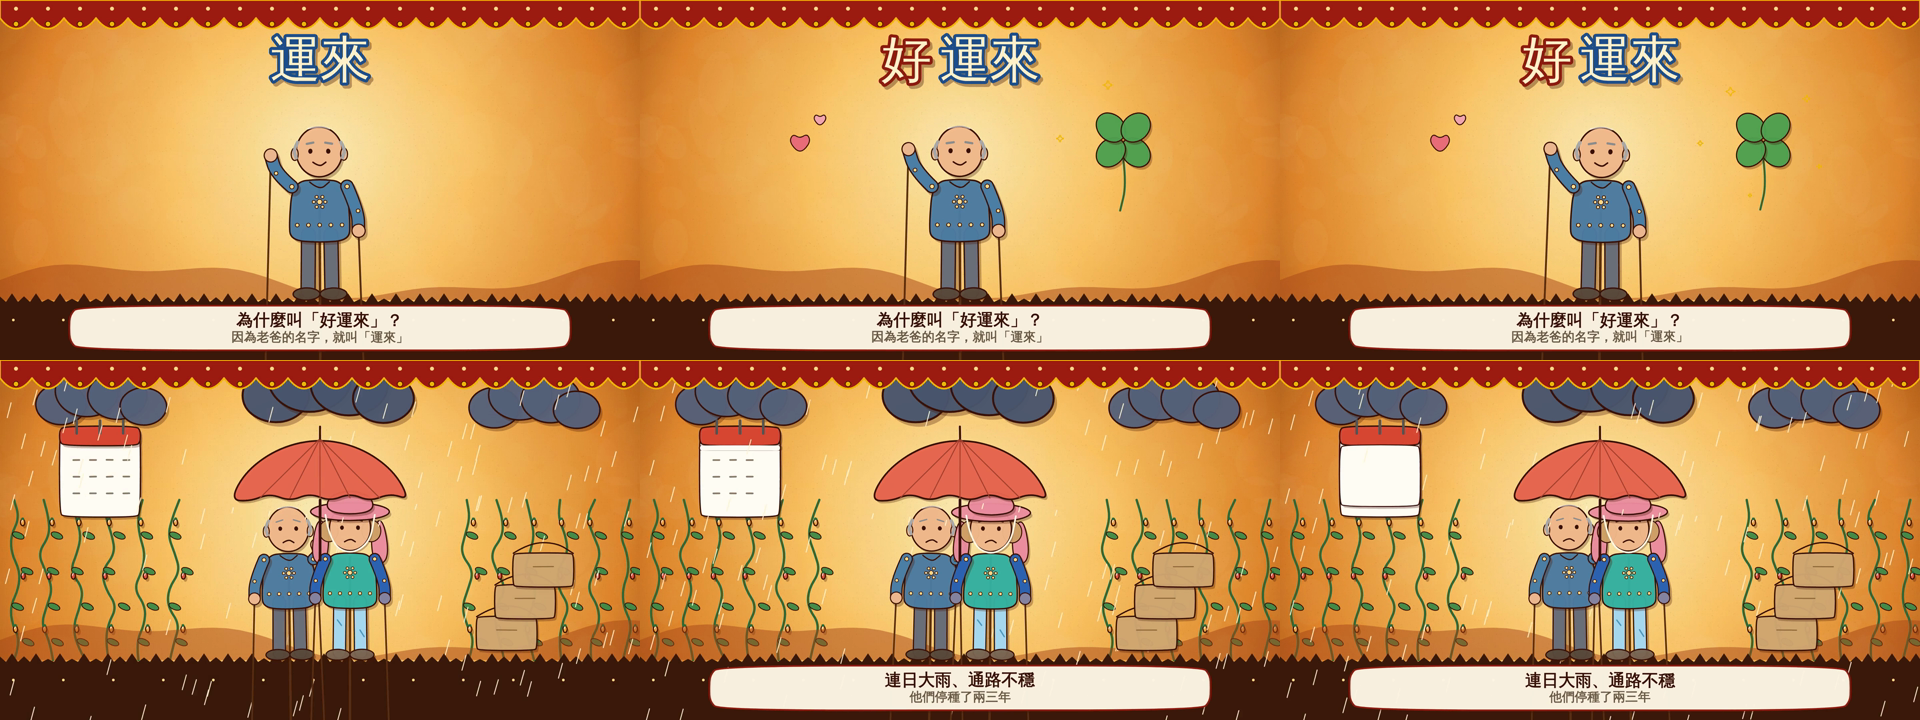 運來
為什麼叫「好運來」？
因為老爸的名字，就叫「運來」
好運來
為什麼叫「好運來」？
因為老爸的名字，就叫「運來」
好運來
為什麼叫「好運來」？
因為老爸的名字，就叫「運來」
連日大雨、通路不穩
他們停種了兩三年
連日大雨、通路不穩
他們停種了兩三年